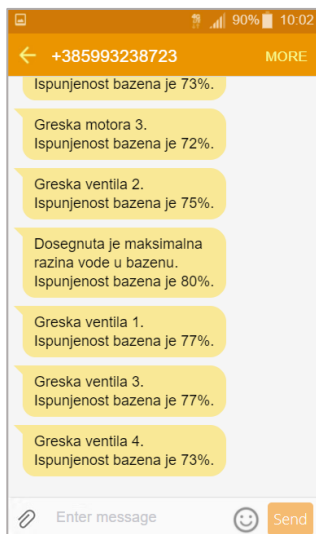 90% 10:02
+385993238723 MORE
Ispunjenost bazena je 73%.
Greska motora 3.
Ispunjenost bazena je 72%.
Greska ventila 2.
Ispunjenost bazena je 75%.
Dosegnuta je maksimalna
razina vode u bazenu.
Ispunjenost bazena je 80%.
Greska ventila 1.
Ispunjenost bazena je 77%.
Greska ventila 3.
Ispunjenost bazena je 77%.
Greska ventila 4.
Ispunjenost bazena je 73%.
Enter message Send